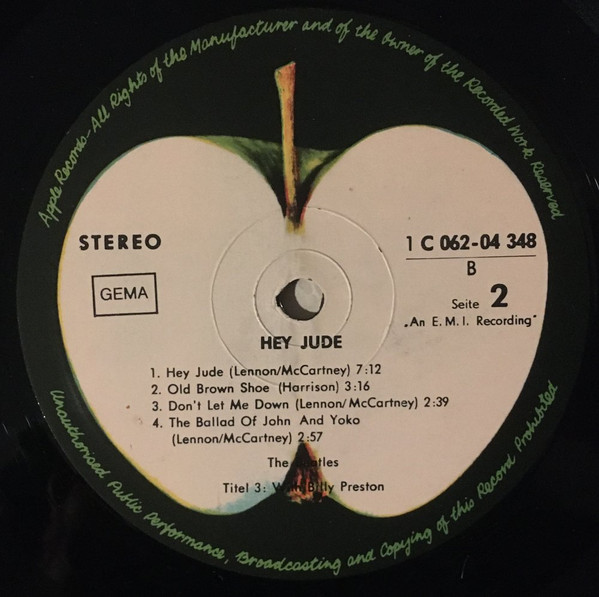 Apple Records-All Rights of the Manufacturer and of the Owner of the Recorded Work Reserved
STEREO
1 C 062-04 348
B
GEMA
Seite 2
„An E.M.I. Recording"
HEY JUDE
1. Hey Jude (Lennon/McCartney) 7:12
2. Old Brown Shoe (Harrison) 3:16
3. Don't Let Me Down (Lennon/McCartney) 2:39
4. The Ballad Of John And Yoko
(Lennon/McCartney) 2:57
The Beatles
Titel 3: With Billy Preston
Unauthorised Public Performance, Broadcasting and Copying of this Record Prohibited